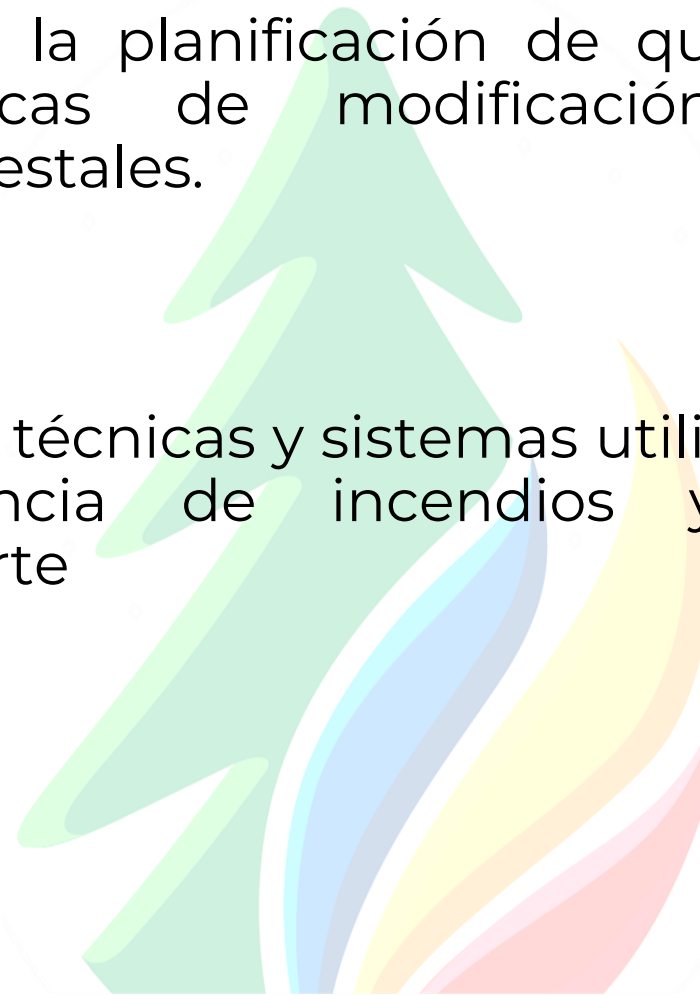 la planificación de qu
cas de modificación
estales.
técnicas y sistemas utili
ncia de incendios y
rte